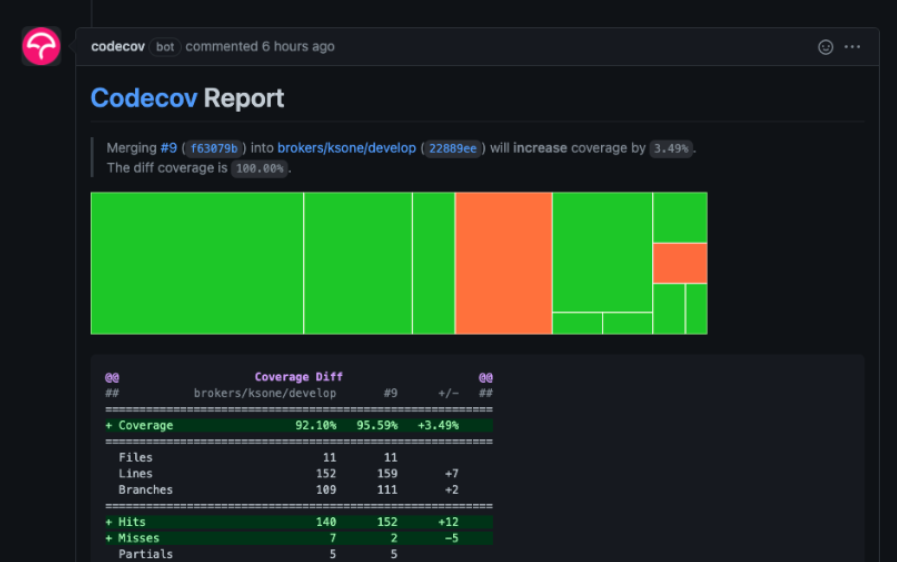 codecov bot commented 6 hours ago
Codecov Report
Merging #9 (f63079b) into brokers/ksone/develop (22889ee) will increase coverage by 3.49%.
The diff coverage is 100.00%.
@@ Coverage Diff @@
## brokers/ksone/develop #9 +/- ##
=========================================================
+ Coverage 92.10% 95.59% +3.49%
=========================================================
Files 11 11
Lines 152 159 +7
Branches 109 111 +2
=========================================================
+ Hits 140 152 +12
+ Misses 7 2 -5
Partials 5 5